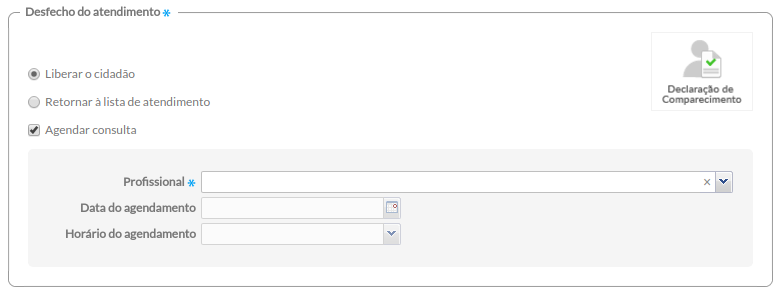 Desfecho do atendimento *
Liberar o cidadão
Retornar à lista de atendimento
Agendar consulta
Declaração de
Comparecimento
Profissional *
Data do agendamento
Horário do agendamento